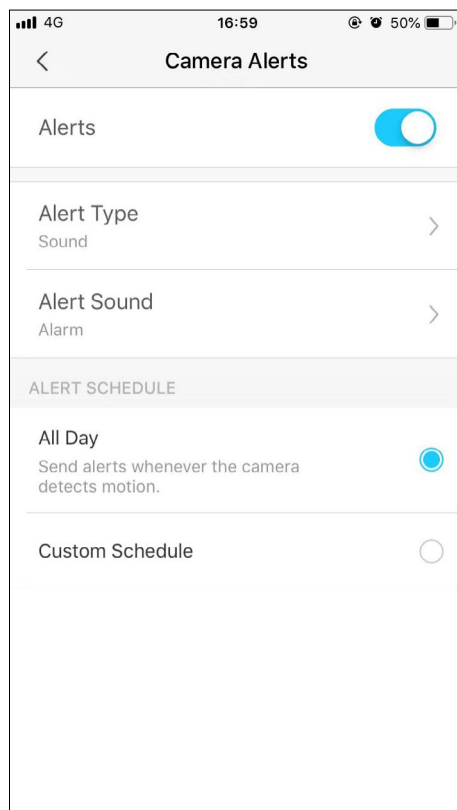 4G 16:59 50%
Camera Alerts
Alerts
Alert Type
Sound
Alert Sound
Alarm
ALERT SCHEDULE
All Day
Send alerts whenever the camera
detects motion.
Custom Schedule